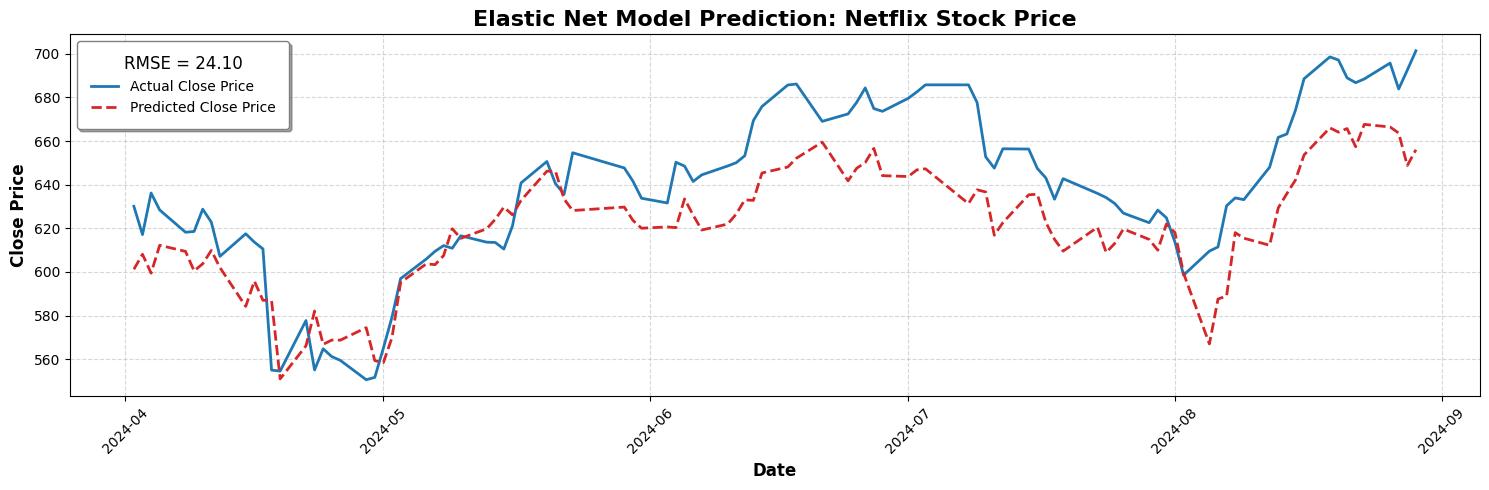 Elastic Net Model Prediction: Netflix Stock Price
RMSE = 24.10
Actual Close Price
Predicted Close Price
Close Price
700
680
660
640
620
600
580
560
2024-04
2024-05
2024-06
2024-07
2024-08
2024-09
Date